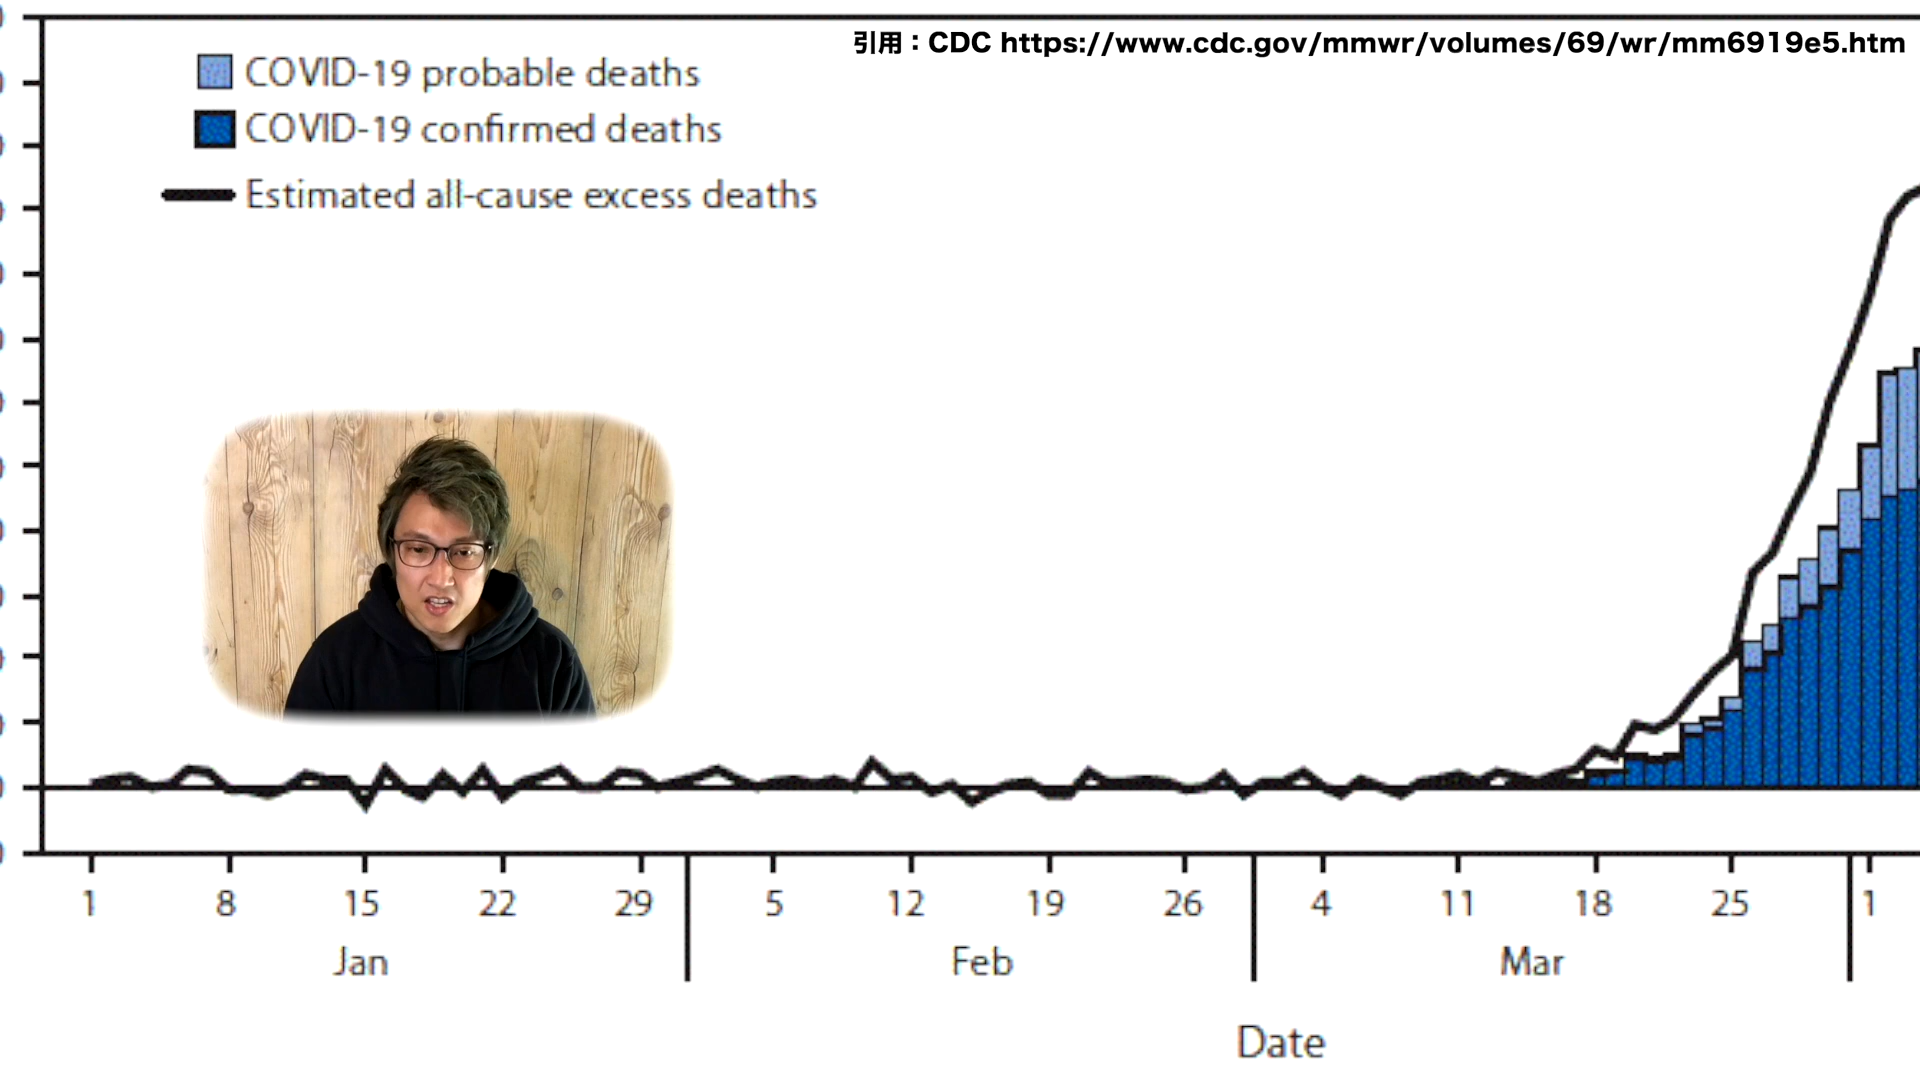 引用：CDC https://www.cdc.gov/mmwr/volumes/69/wr/mm6919e5.htm
COVID-19 probable deaths
COVID-19 confirmed deaths
Estimated all-cause excess deaths
1 8 15 22 29 5 12 19 26 4 11 18 25 1
Jan Feb Mar
Date